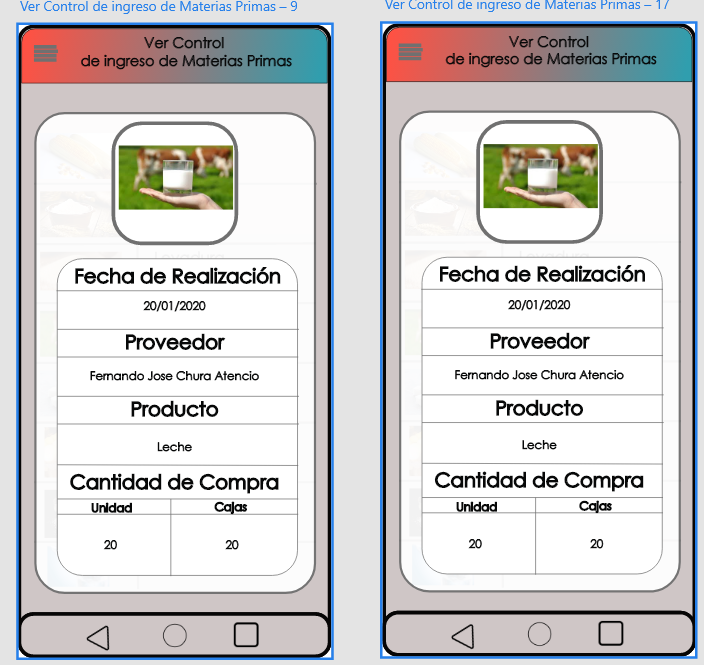 Ver Control de ingreso de Materias Primas – 9
Ver Control
de ingreso de Materias Primas
Fecha de Realización
20/01/2020
Proveedor
Fernando Jose Chura Atencio
Producto
Leche
Cantidad de Compra
Unidad Cajas
20 20
Ver Control de ingreso de Materias Primas – 17
Ver Control
de ingreso de Materias Primas
Fecha de Realización
20/01/2020
Proveedor
Fernando Jose Chura Atencio
Producto
Leche
Cantidad de Compra
Unidad Cajas
20 20